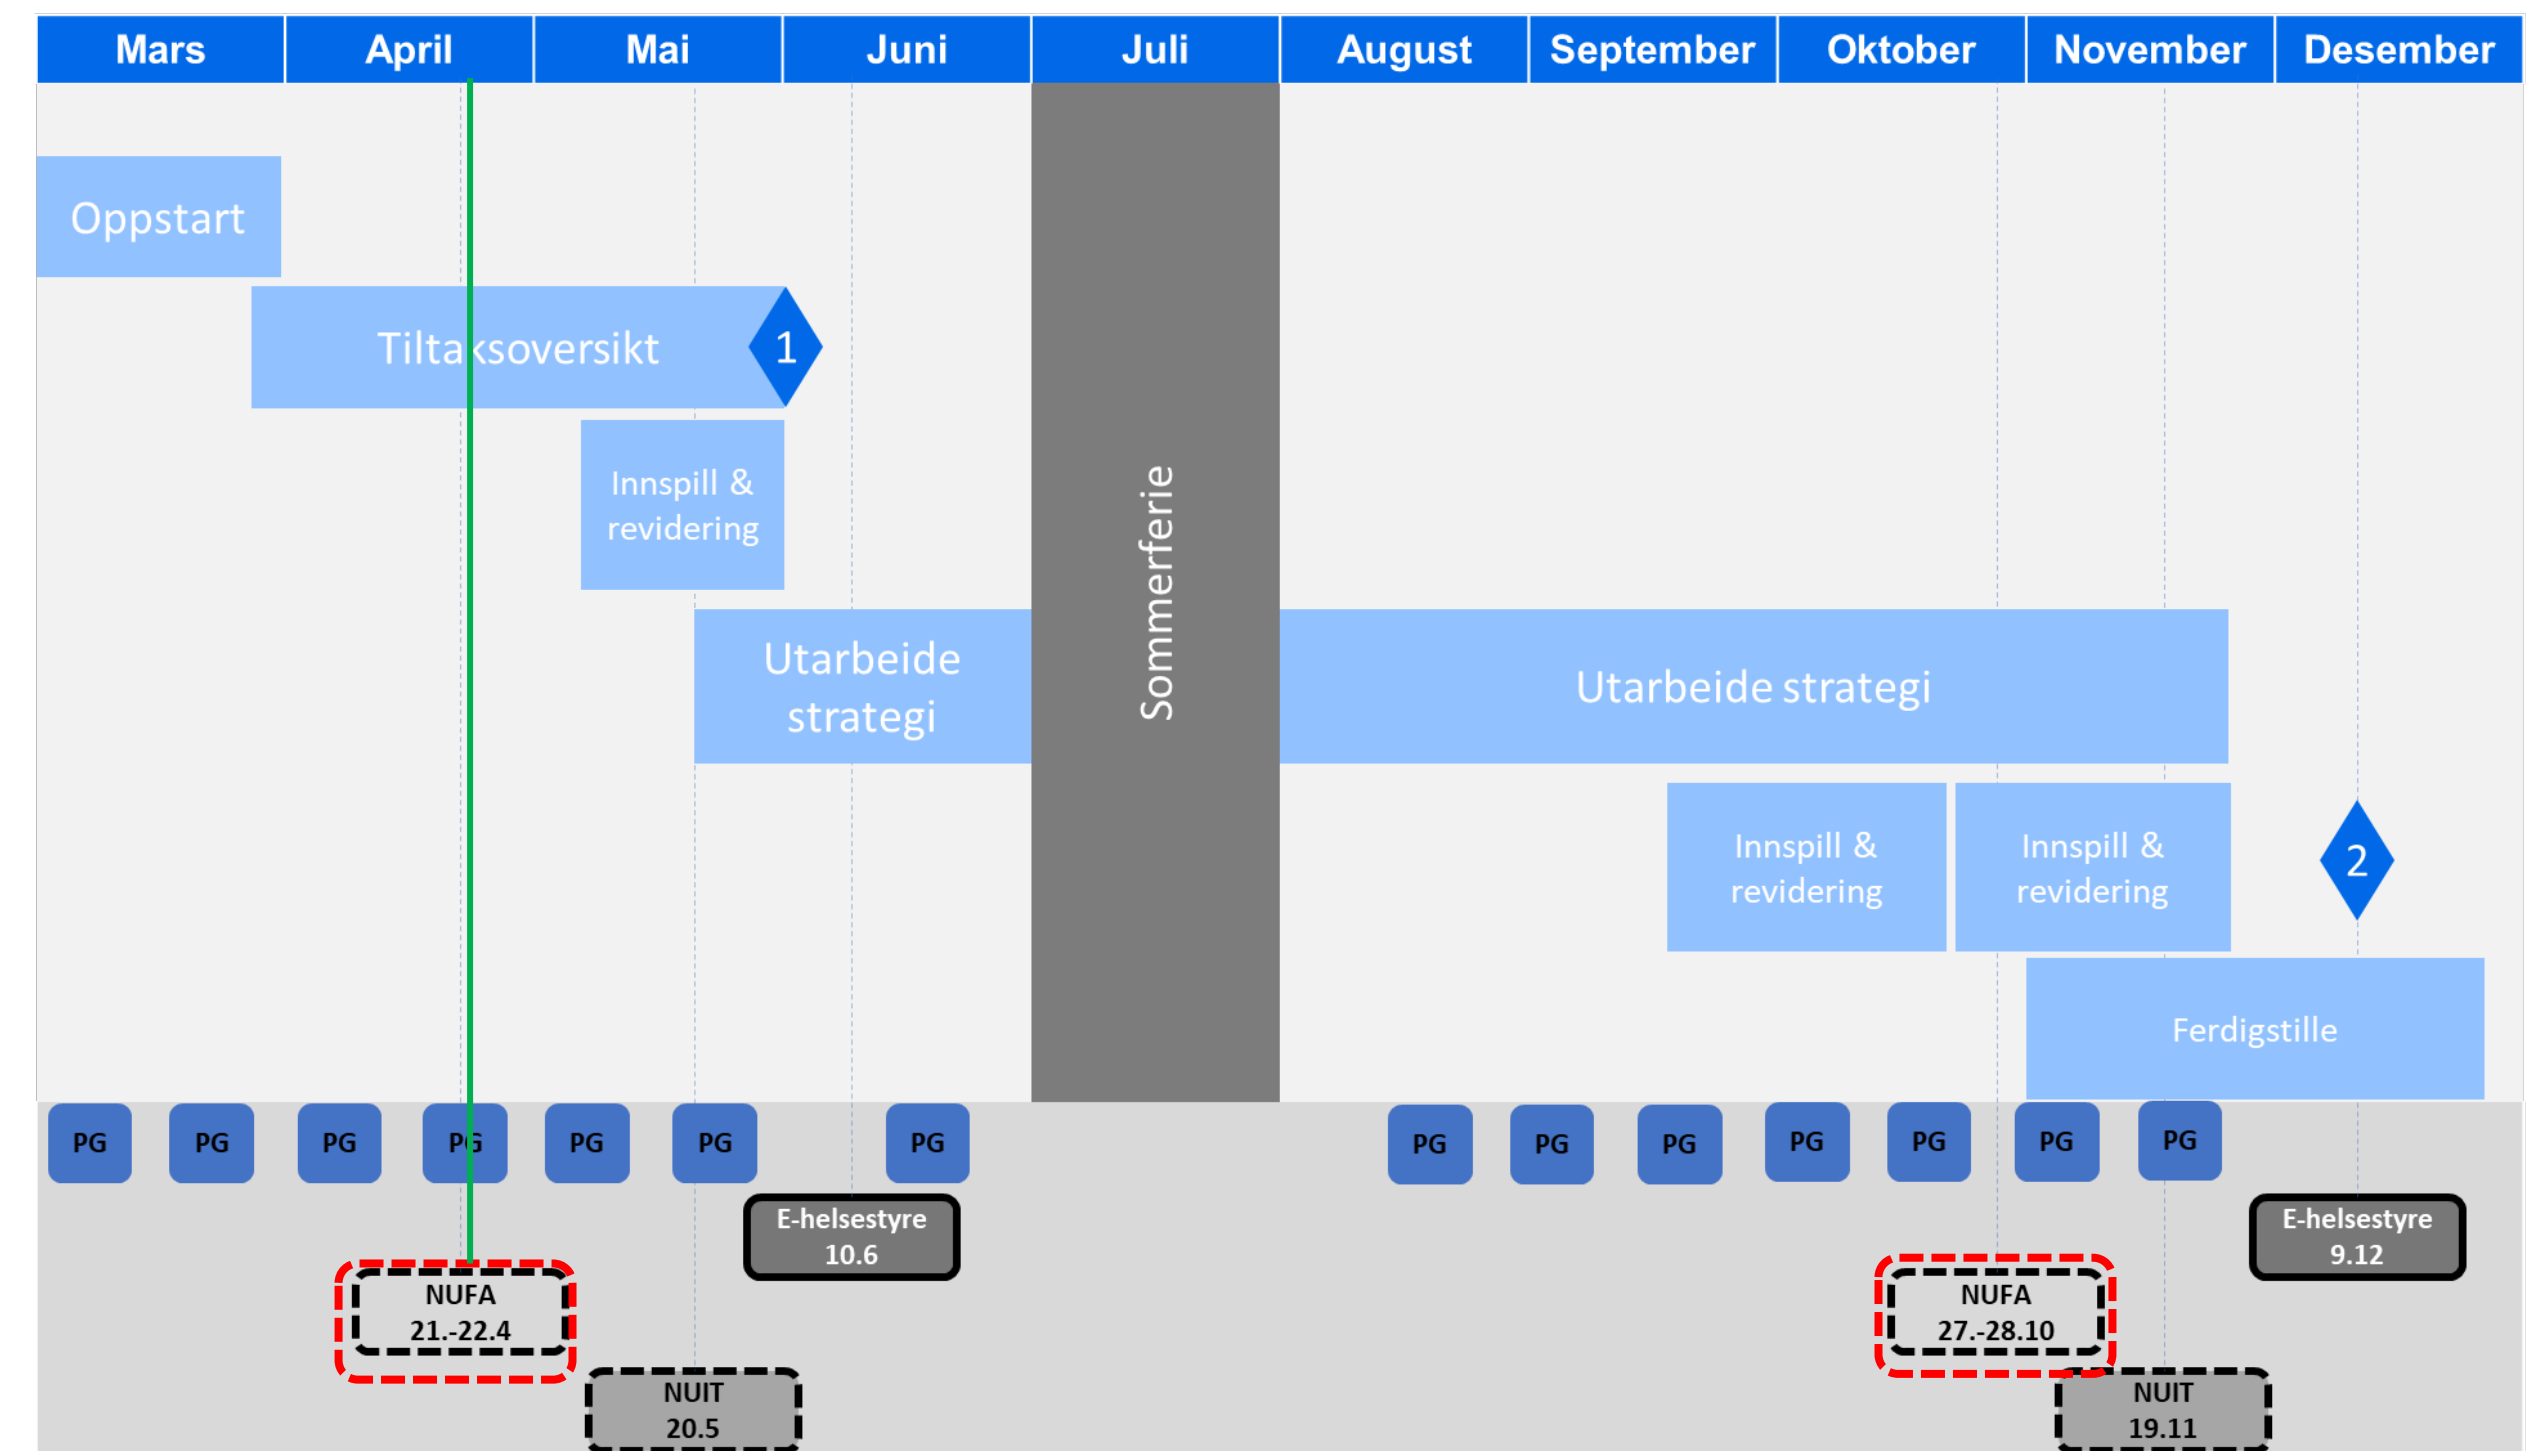 Mars April Mai Juni Juli August September Oktober November Desember
Oppstart
Tiltaksoversikt
1
Innspill &
revidering
Utarbeide
strategi
Sommerferie
Utarbeide strategi
Innspill &
revidering
Innspill &
revidering
2
Ferdigstille
PG PG PG PG PG PG PG PG PG PG PG PG PG PG
E-helsestyre
10.6
E-helsestyre
9.12
NUFA
21.-22.4
NUFA
27.-28.10
NUIT
20.5
NUIT
19.11